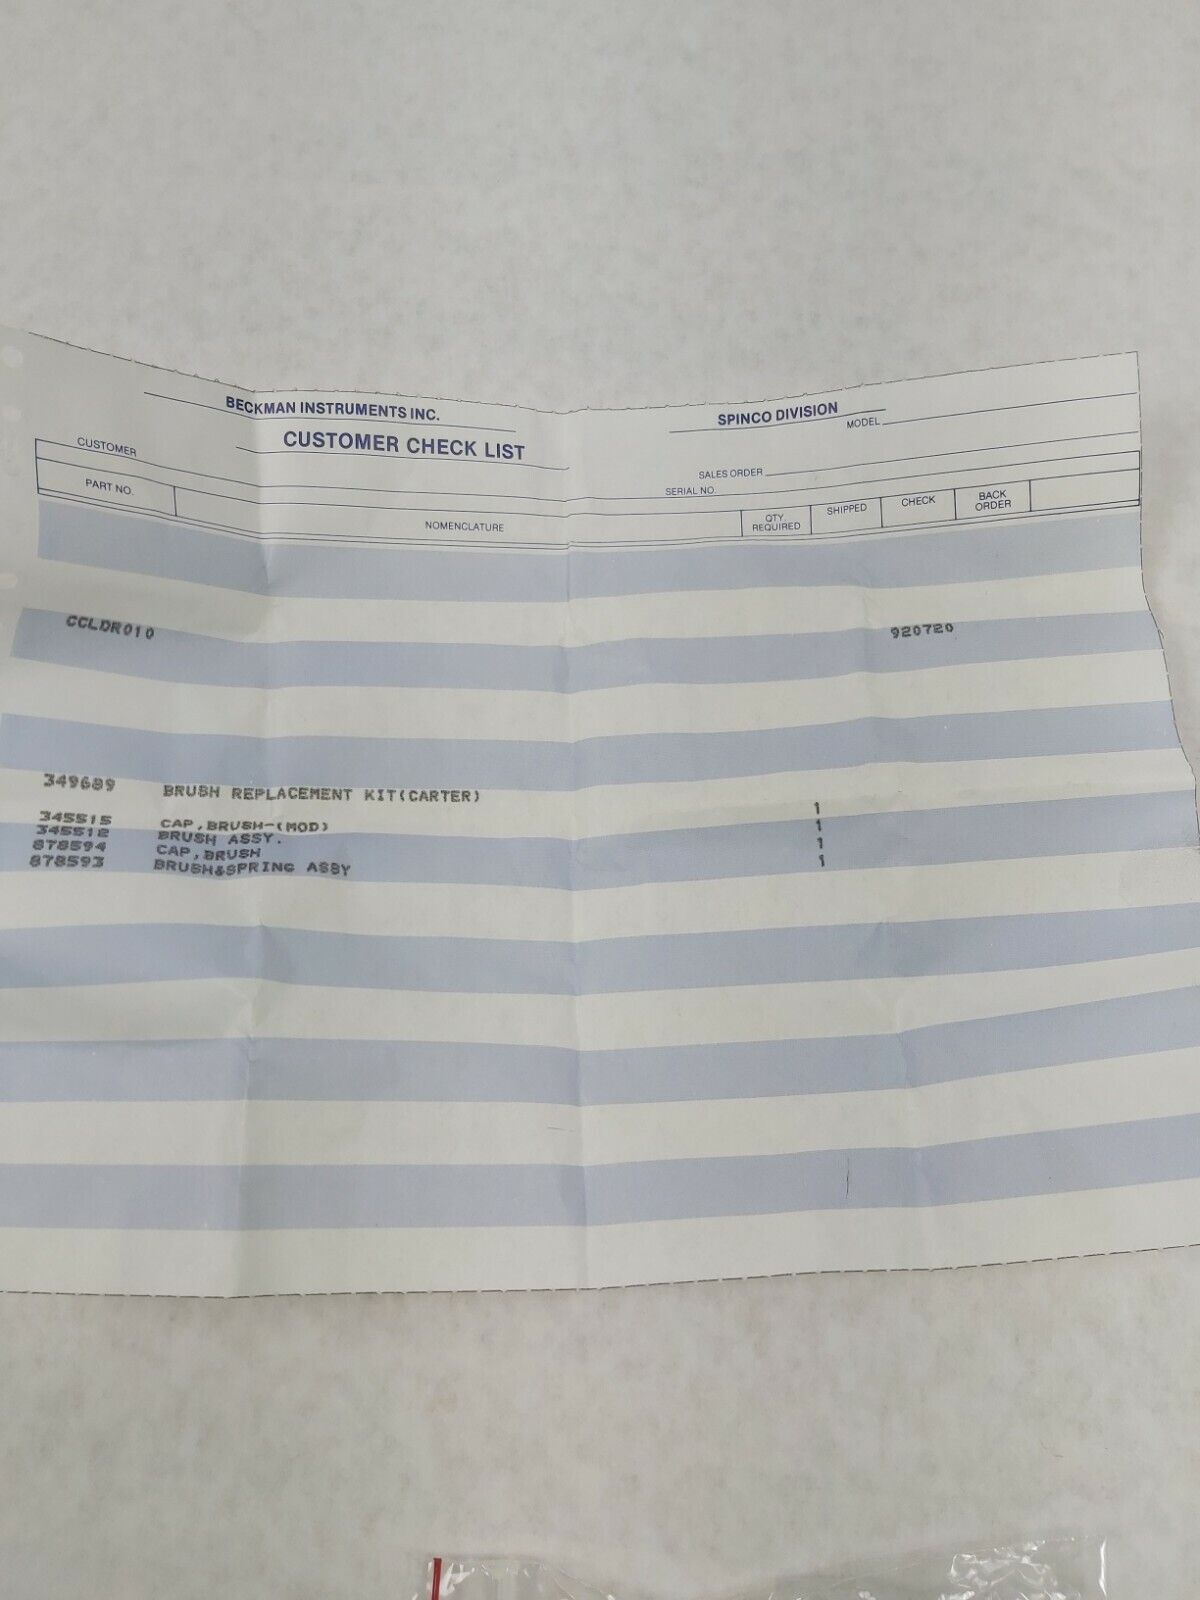 BECKMAN INSTRUMENTS INC.
SPINCO DIVISION
CUSTOMER CHECK LIST
MODEL
CUSTOMER
SALES ORDER
SERIAL NO.
PART NO.
NOMENCLATURE
QTY. REQUIRED
SHIPPED
CHECK
BACK ORDER
CCLDR010 920720
349689 BRUSH REPLACEMENT KIT(CARTER)
345515 CAP,BRUSH-(MOD) 1
345512 BRUSH ASSY. 1
878594 CAP,BRUSH 1
878593 BRUSH&SPRING ASSY 1